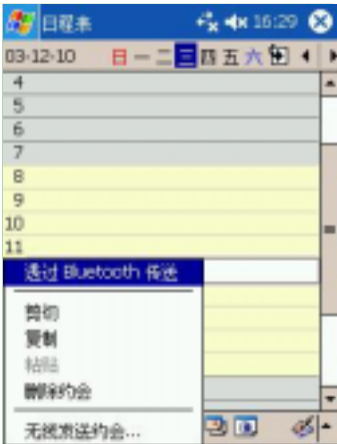 日程表 16:29
03-12-10 日 一 二 三 四 五 六
4
5
6
7
8
9
10
11
透过 Bluetooth 传送
剪切
复制
粘贴
删除约会
无线发送约会...